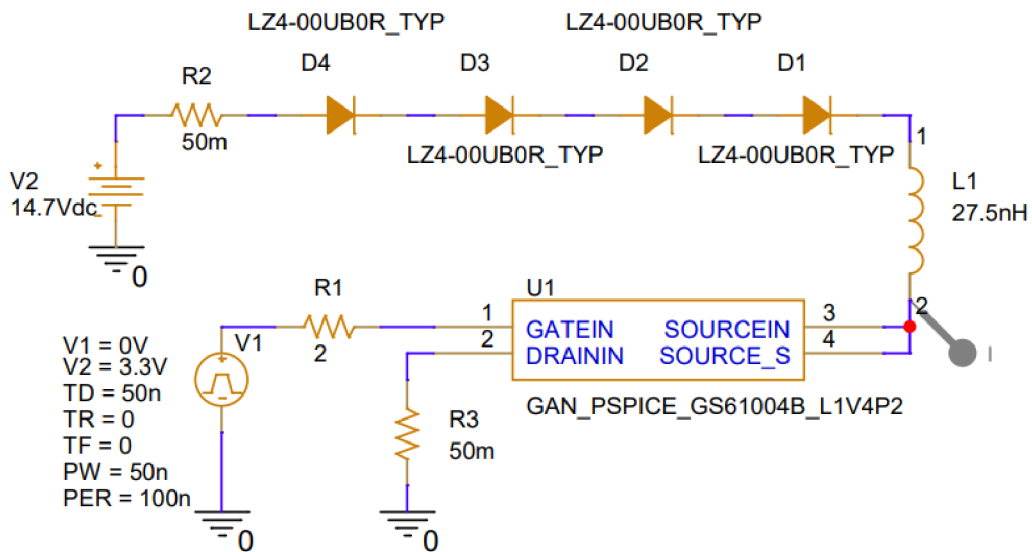 LZ4-00UB0R_TYP LZ4-00UB0R_TYP
D4 D3 D2 D1
R2
50m
LZ4-00UB0R_TYP LZ4-00UB0R_TYP
1
V2
14.7Vdc
L1
27.5nH
0
2
R1
2
V1
U1
1 GATEIN SOURCEIN 3
2 DRAININ SOURCE_S 4
GAN_PSPICE_GS61004B_L1V4P2
I
V1 = 0V
V2 = 3.3V
TD = 50n
TR = 0
TF = 0
PW = 50n
PER = 100n
R3
50m
0 0